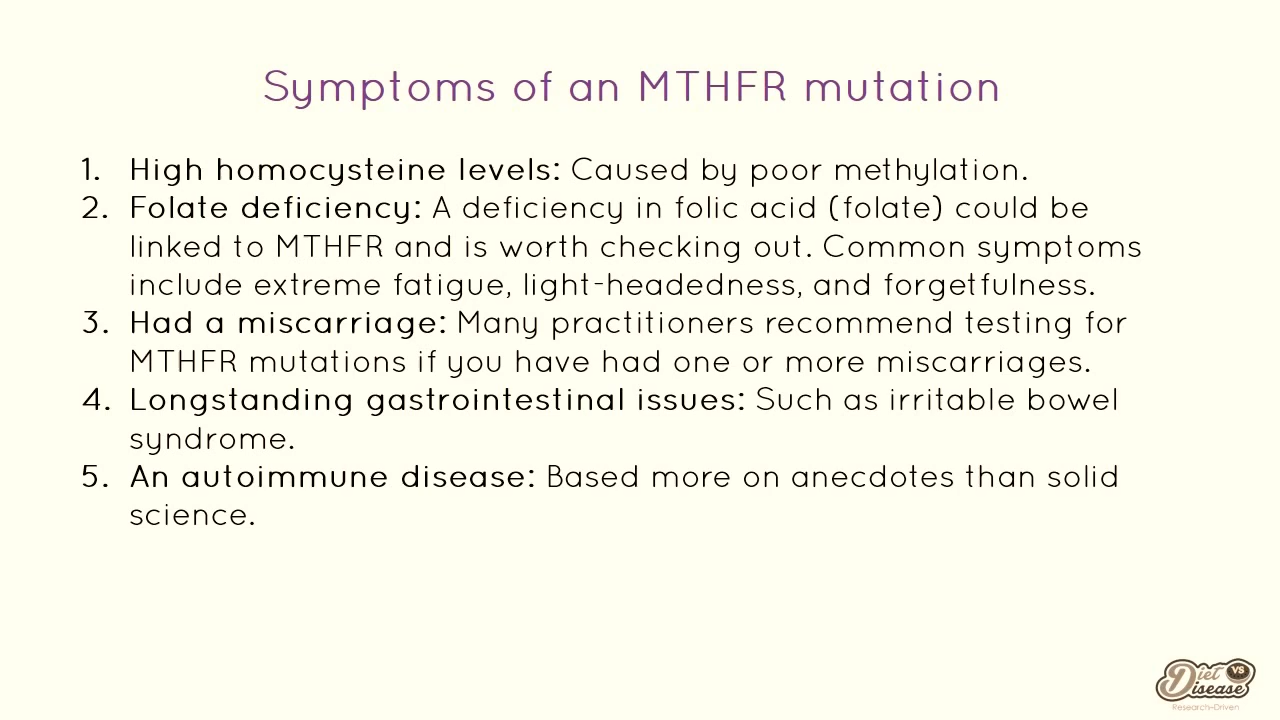 Symptoms of an MTHFR mutation
1. High homocysteine levels: Caused by poor methylation.
2. Folate deficiency: A deficiency in folic acid (folate) could be
linked to MTHFR and is worth checking out. Common symptoms
include extreme fatigue, light-headedness, and forgetfulness.
3. Had a miscarriage: Many practitioners recommend testing for
MTHFR mutations if you have had one or more miscarriages.
4. Longstanding gastrointestinal issues: Such as irritable bowel
syndrome.
5. An autoimmune disease: Based more on anecdotes than solid
science.
Diet VS
Disease
Research-Driven